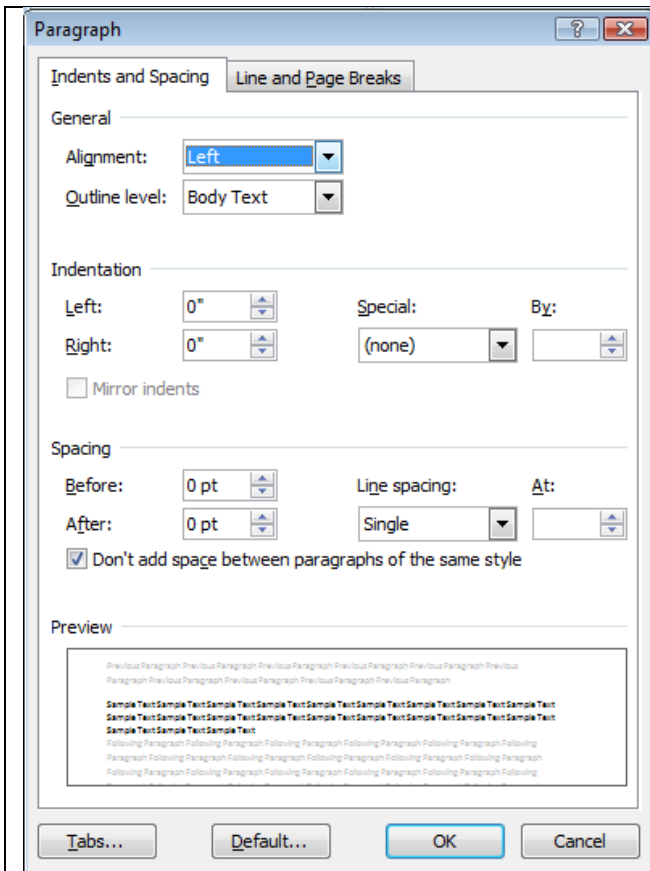 Paragraph
Indents and Spacing Line and Page Breaks
General
Alignment: Left
Outline level: Body Text
Indentation
Left: 0" Special: By:
Right: 0" (none)
Mirror indents
Spacing
Before: 0 pt Line spacing: At:
After: 0 pt Single
Don't add space between paragraphs of the same style
Preview
Previous Paragraph Previous Paragraph Previous Paragraph Previous Paragraph Previous Paragraph Previous
Paragraph Previous Paragraph Previous Paragraph Previous Paragraph Previous Paragraph
Sample Text Sample Text Sample Text Sample Text Sample Text Sample Text Sample Text Sample Text Sample Text
Sample Text Sample Text Sample Text Sample Text Sample Text Sample Text Sample Text Sample Text Sample Text
Sample Text Sample Text Sample Text
Following Paragraph Following Paragraph Following Paragraph Following Paragraph Following Paragraph Following
Paragraph Following Paragraph Following Paragraph Following Paragraph Following Paragraph Following Paragraph
Following Paragraph Following Paragraph Following Paragraph Following Paragraph Following Paragraph Following
Tabs... Default... OK Cancel